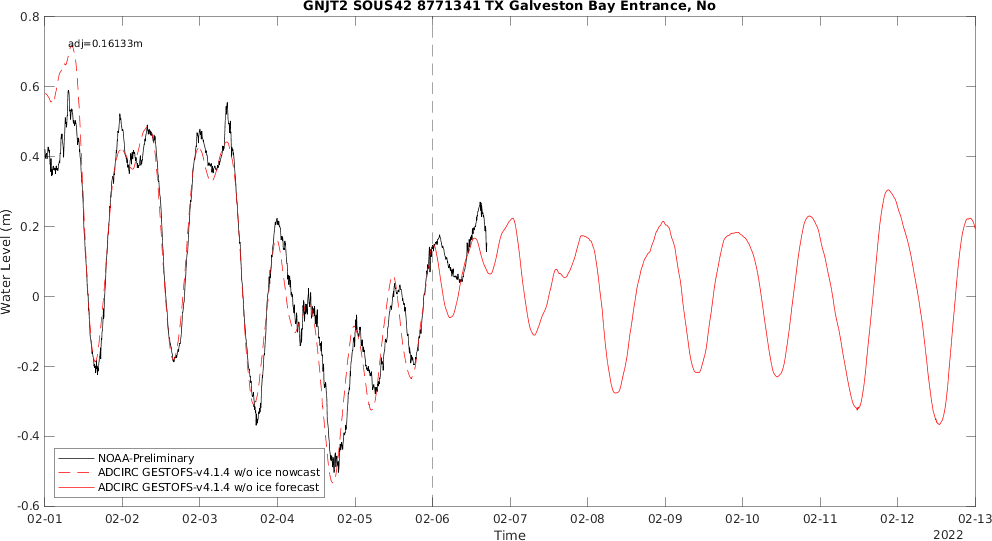 GNJT2 SOUS42 8771341 TX Galveston Bay Entrance, No
adj=0.16133m
Water Level (m)
0.8
0.6
0.4
0.2
0
-0.2
-0.4
-0.6
NOAA-Preliminary
ADCIRC GESTOFS-v4.1.4 w/o ice nowcast
ADCIRC GESTOFS-v4.1.4 w/o ice forecast
02-01 02-02 02-03 02-04 02-05 02-06 02-07 02-08 02-09 02-10 02-11 02-12 02-13
Time
2022